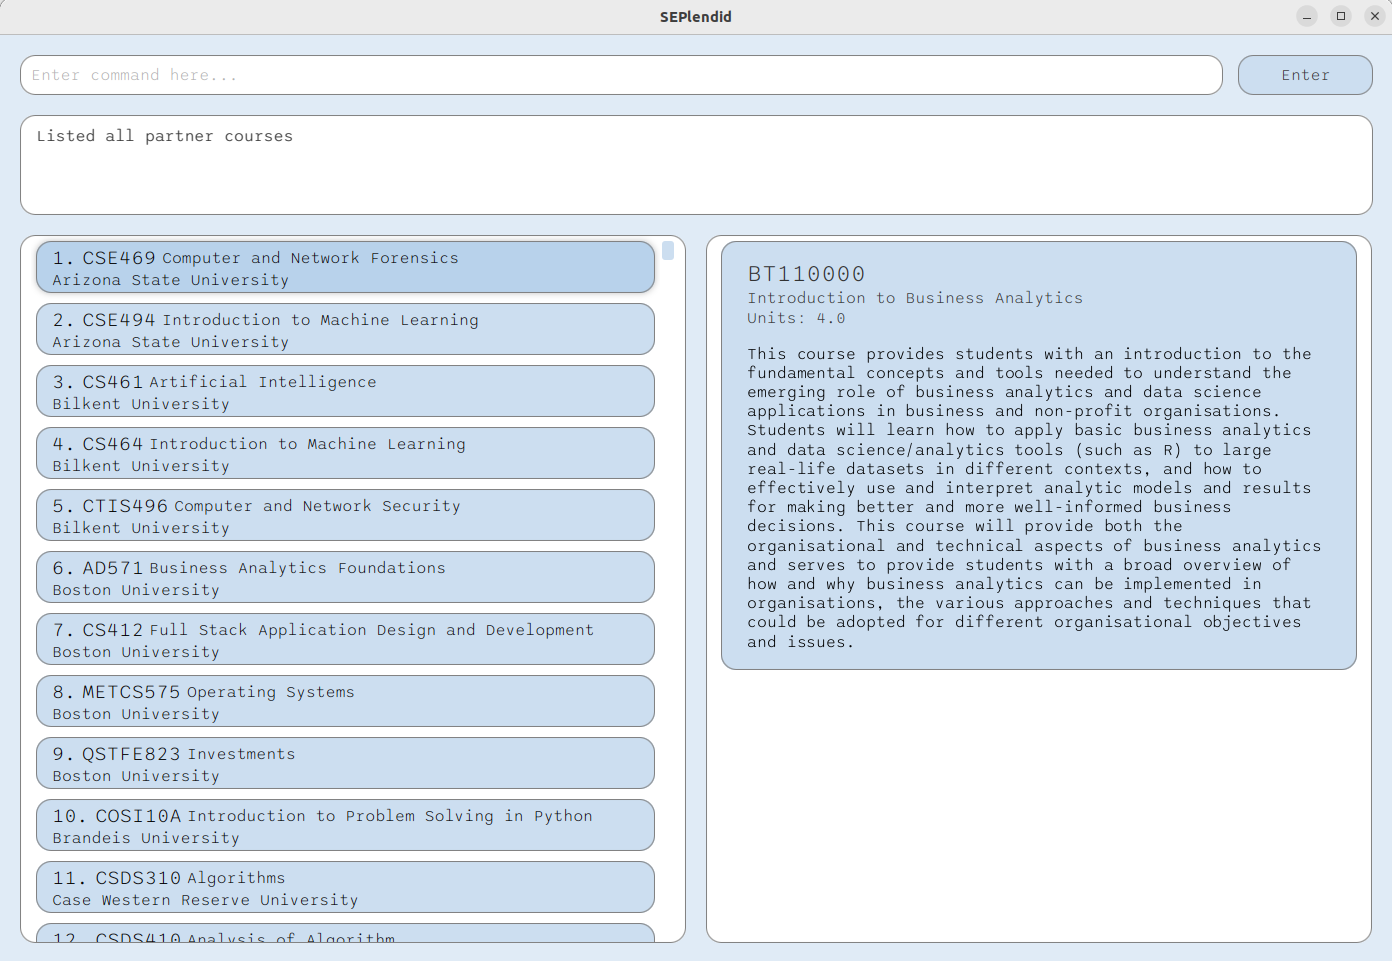 SEPlendid
Enter command here...
Enter
Listed all partner courses
1. CSE469 Computer and Network Forensics
Arizona State University
2. CSE494 Introduction to Machine Learning
Arizona State University
3. CS461 Artificial Intelligence
Bilkent University
4. CS464 Introduction to Machine Learning
Bilkent University
5. CTIS496 Computer and Network Security
Bilkent University
6. AD571 Business Analytics Foundations
Boston University
7. CS412 Full Stack Application Design and Development
Boston University
8. METCS575 Operating Systems
Boston University
9. QSTFE823 Investments
Boston University
10. COSI10A Introduction to Problem Solving in Python
Brandeis University
11. CSDS310 Algorithms
Case Western Reserve University
12. CSDS410 Analysis of Algorithm
BT110000
Introduction to Business Analytics
Units: 4.0
This course provides students with an introduction to the
fundamental concepts and tools needed to understand the
emerging role of business analytics and data science
applications in business and non-profit organisations.
Students will learn how to apply basic business analytics
and data science/analytics tools (such as R) to large
real-life datasets in different contexts, and how to
effectively use and interpret analytic models and results
for making better and more well-informed business
decisions. This course will provide both the
organisational and technical aspects of business analytics
and serves to provide students with a broad overview of
how and why business analytics can be implemented in
organisations, the various approaches and techniques that
could be adopted for different organisational objectives
and issues.